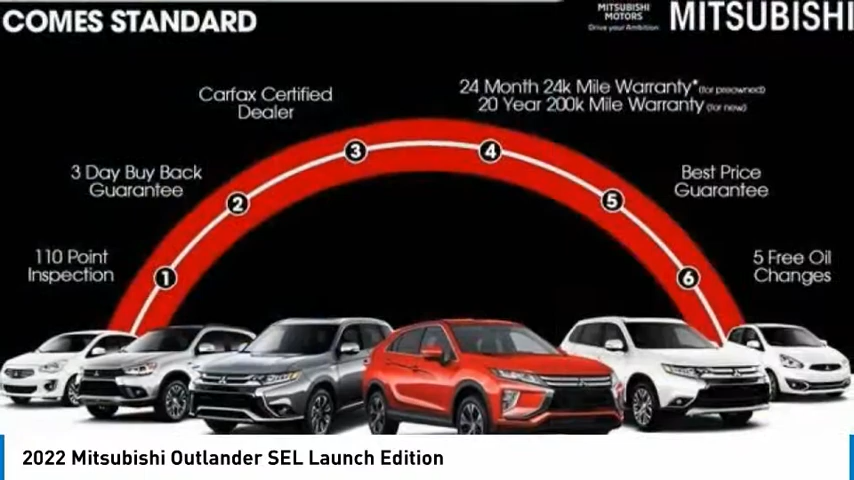 COMES STANDARD
MITSUBISHI
MOTORS
Drive your Ambition
MITSUBISHI
Carfax Certified
Dealer
24 Month 24k Mile Warranty*(for preowned)
20 Year 200k Mile Warranty (for new)
3 Day Buy Back
Guarantee
Best Price
Guarantee
110 Point
Inspection
5 Free Oil
Changes
1
2
3
4
5
6
2022 Mitsubishi Outlander SEL Launch Edition